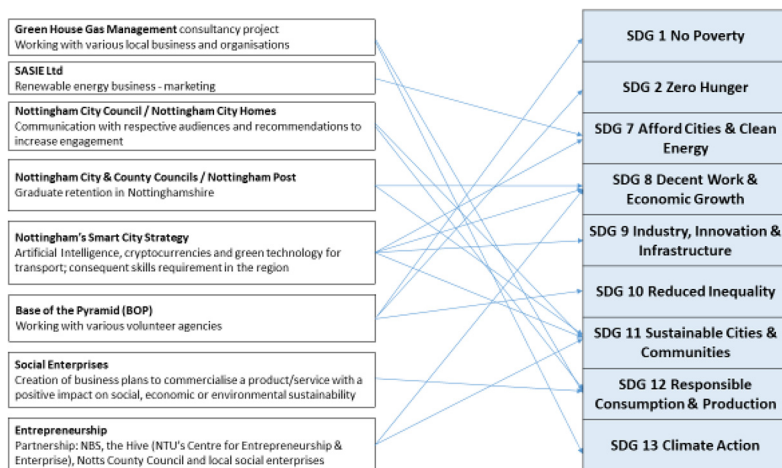 Green House Gas Management consultancy project
Working with various local business and organisations
SASIE Ltd
Renewable energy business - marketing
Nottingham City Council / Nottingham City Homes
Communication with respective audiences and recommendations to
increase engagement
Nottingham City & County Councils / Nottingham Post
Graduate retention in Nottinghamshire
Nottingham's Smart City Strategy
Artificial Intelligence, cryptocurrencies and green technology for
transport; consequent skills requirement in the region
Base of the Pyramid (BOP)
Working with various volunteer agencies
Social Enterprises
Creation of business plans to commercialise a product/service with a
positive impact on social, economic or environmental sustainability
Entrepreneurship
Partnership: NBS, the Hive (NTU's Centre for Entrepreneurship &
Enterprise), Notts County Council and local social enterprises
SDG 1 No Poverty
SDG 2 Zero Hunger
SDG 7 Afford Cities & Clean
Energy
SDG 8 Decent Work &
Economic Growth
SDG 9 Industry, Innovation &
Infrastructure
SDG 10 Reduced Inequality
SDG 11 Sustainable Cities &
Communities
SDG 12 Responsible
Consumption & Production
SDG 13 Climate Action